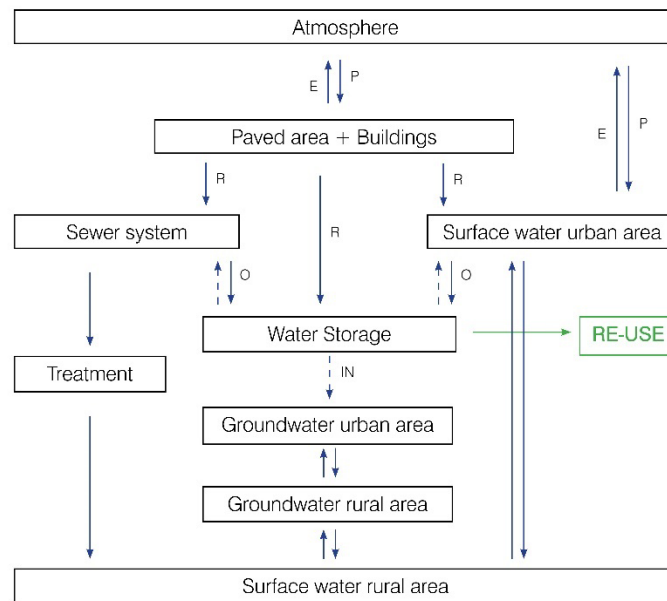 Atmosphere
E
P
E
P
Paved area + Buildings
R
R
R
Sewer system
Surface water urban area
O
O
Water Storage
RE-USE
Treatment
IN
Groundwater urban area
Groundwater rural area
Surface water rural area